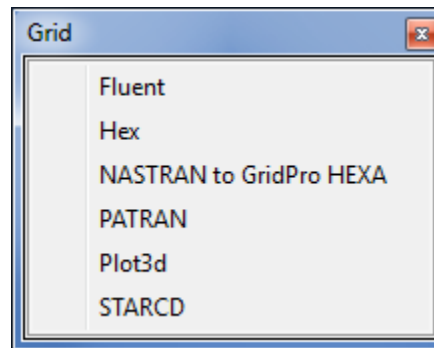 Grid
Fluent
Hex
NASTRAN to GridPro HEXA
PATRAN
Plot3d
STARCD